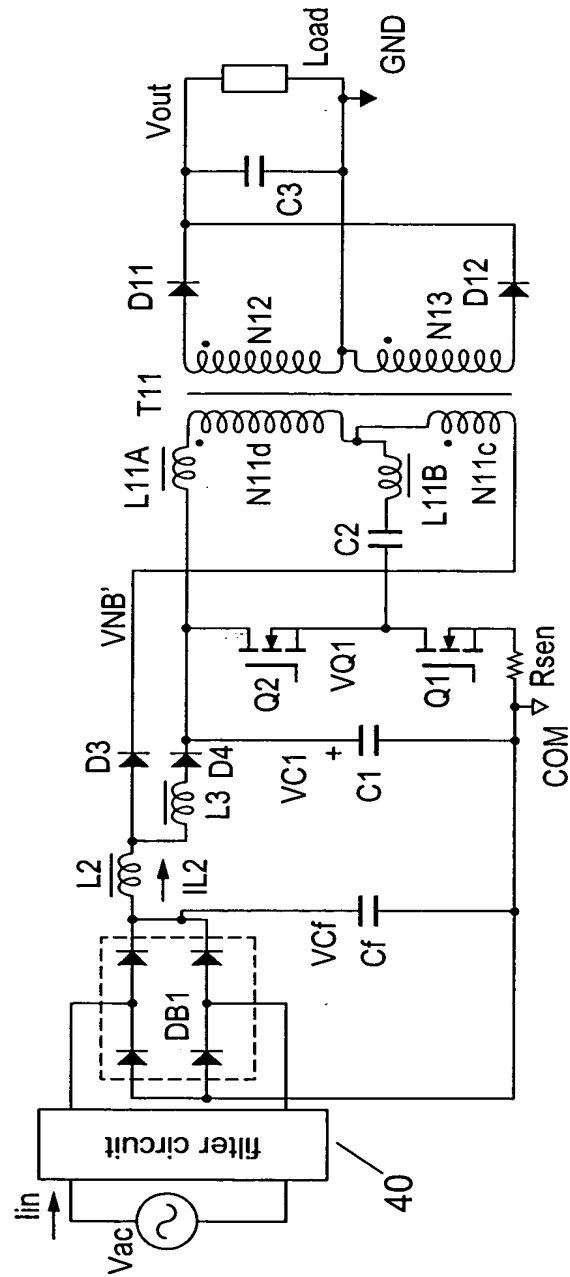 Iin
Vac
filter circuit
40
DB1
L2
IL2
VCf
Cf
D3
L3
D4
VNB'
VC1
+
C1
COM
Rsen
Q2
VQ1
Q1
C2
L11A
N11d
L11B
N11c
T11
N12
N13
D11
D12
C3
Vout
Load
GND